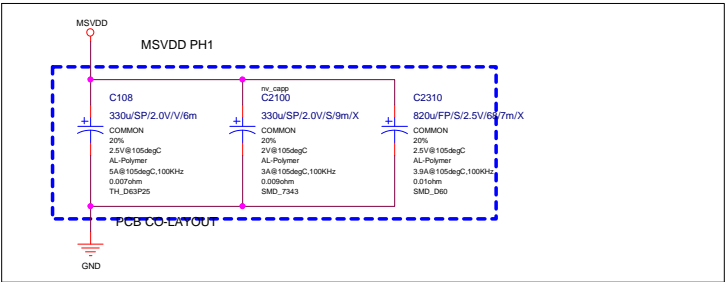 MSVDD
MSVDD PH1
C108
330u/SP/2.0V/V/6m
COMMON
20%
2.5V@105degC
AL-Polymer
5A@105degC,100KHz
0.007ohm
TH_D63P25
nv_capp
C2100
330u/SP/2.0V/S/9m/X
COMMON
20%
2V@105degC
AL-Polymer
3A@105degC,100KHz
0.009ohm
SMD_7343
C2310
820u/FP/S/2.5V/68/7m/X
COMMON
20%
2.5V@105degC
AL-Polymer
3.9A@105degC,100KHz
0.01ohm
SMD_D60
PCB CO-LAYOUT
GND